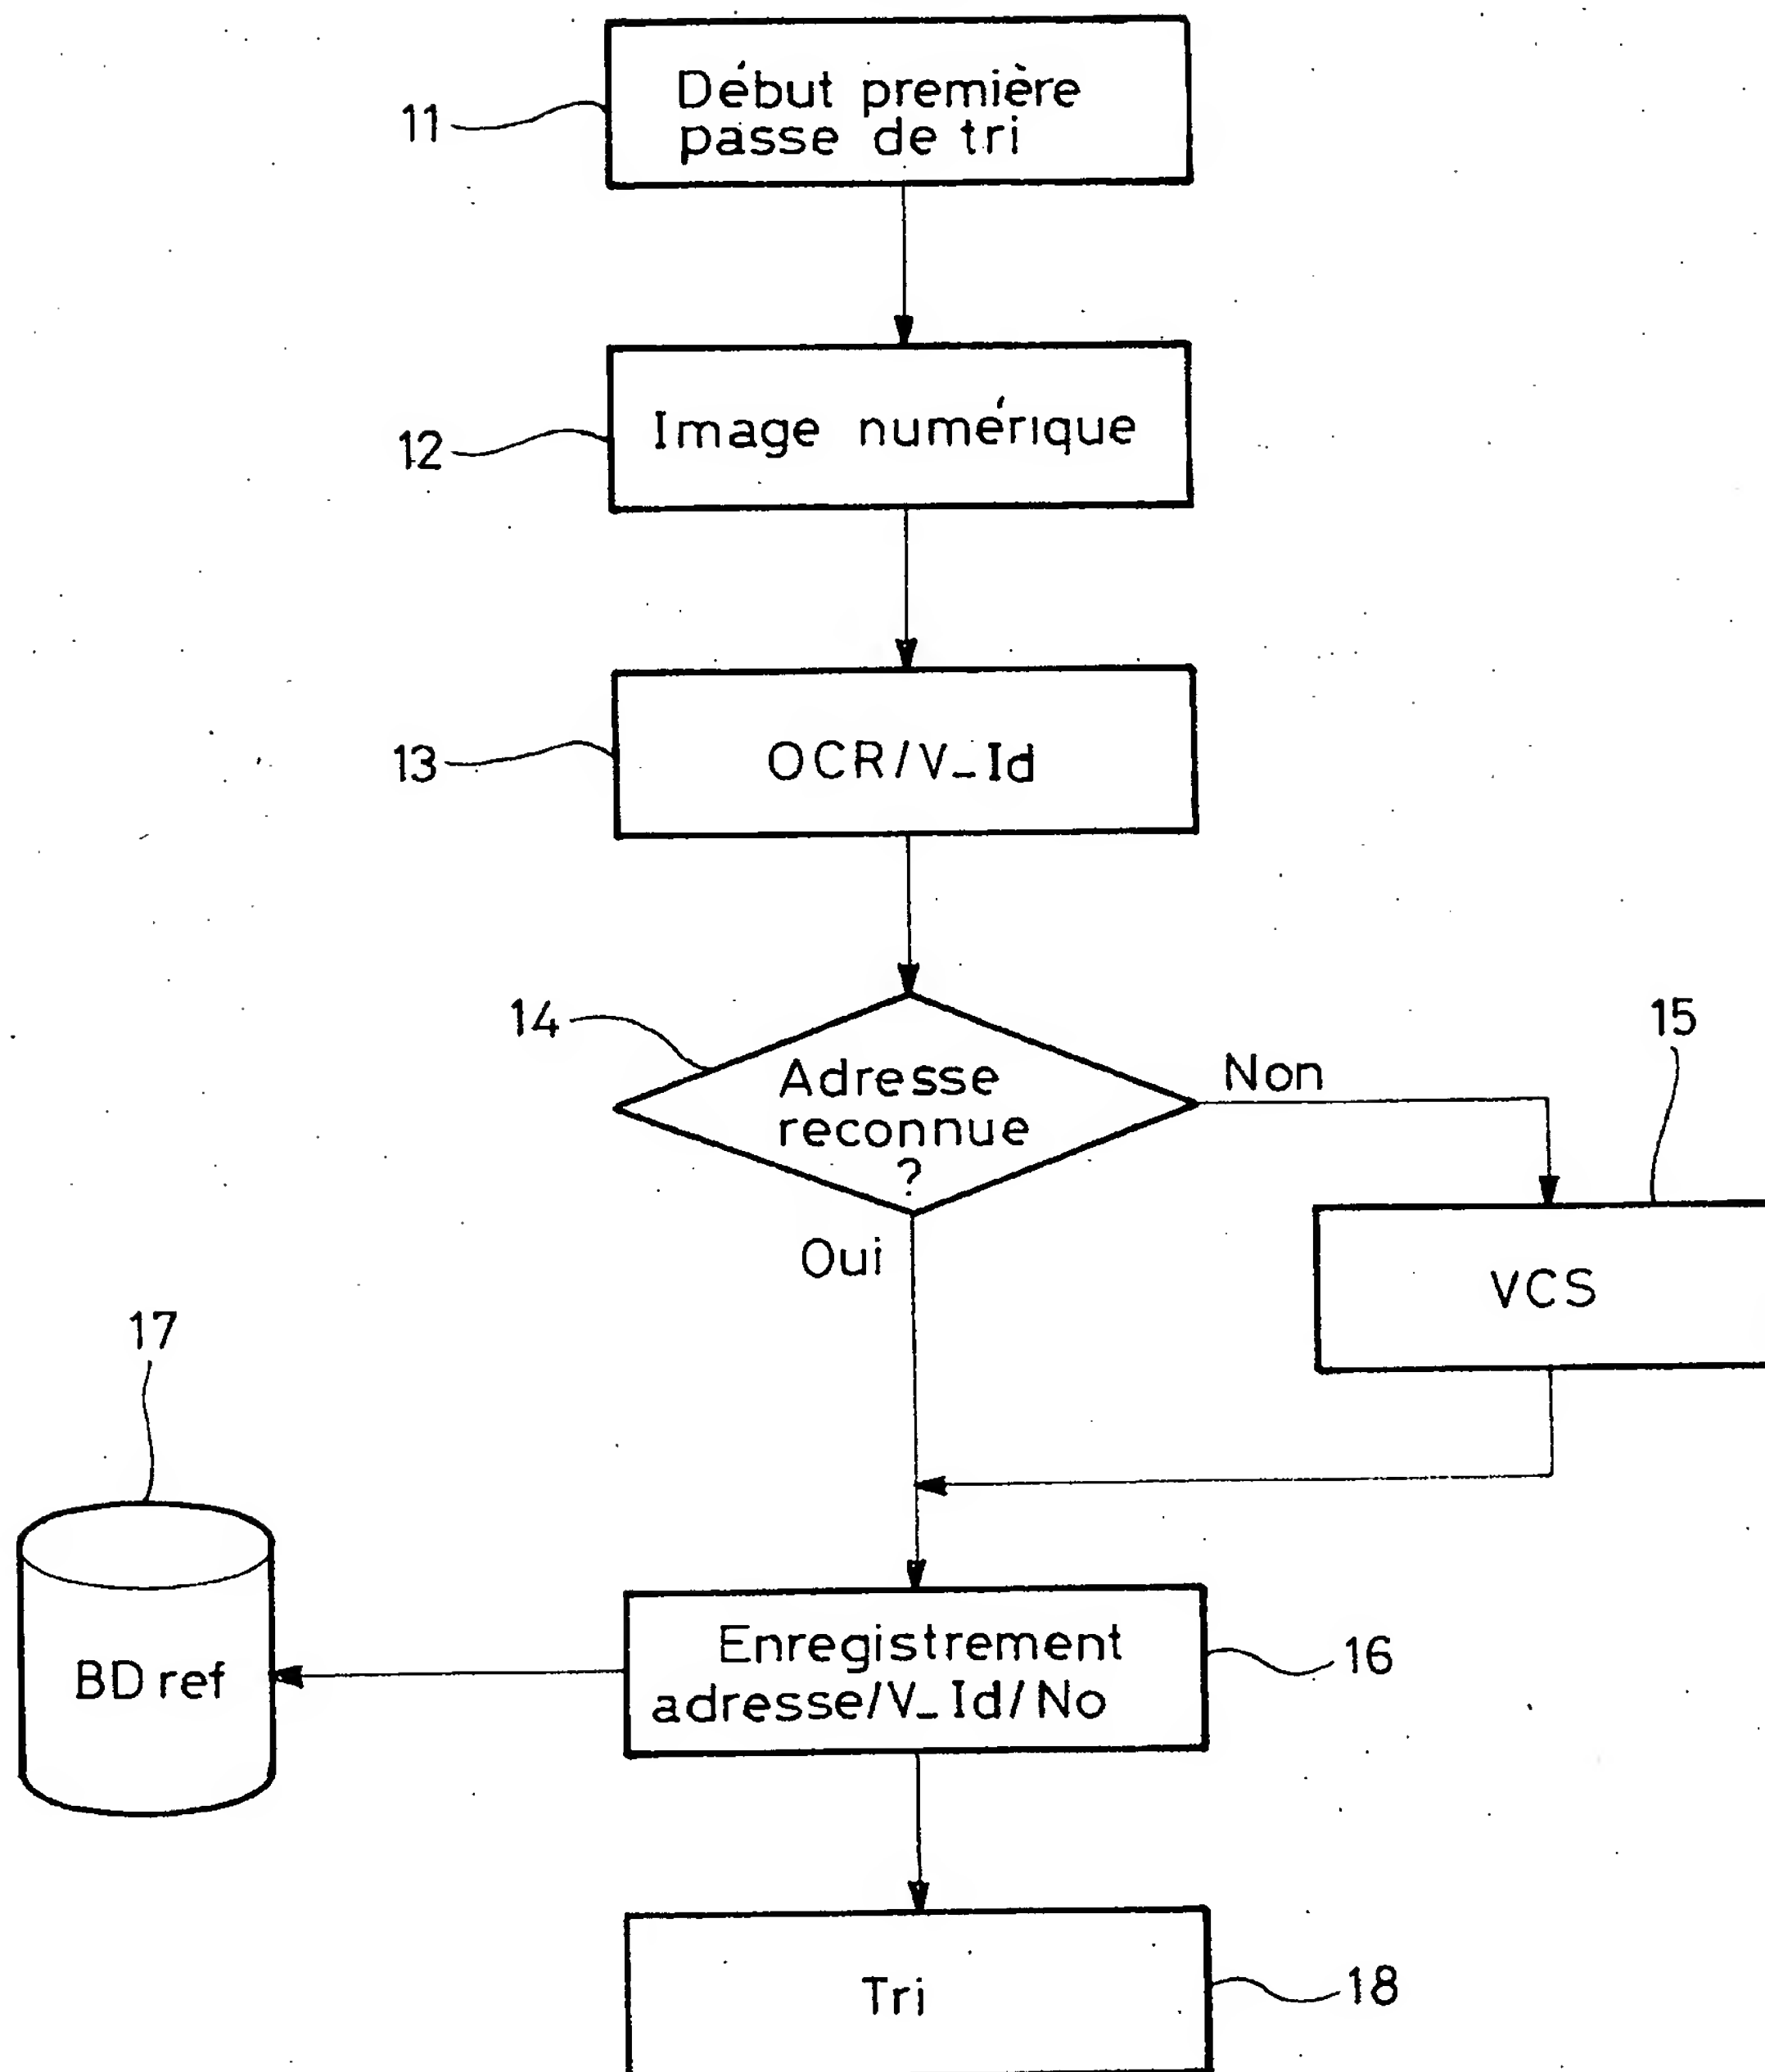 Début première
passe de tri
11
Image numérique
12
OCR/V_Id
13
14
Adresse
reconnue
?
Non
15
Oui
VCS
17
BD ref
Enregistrement
adresse/V_Id/No
16
Tri
18